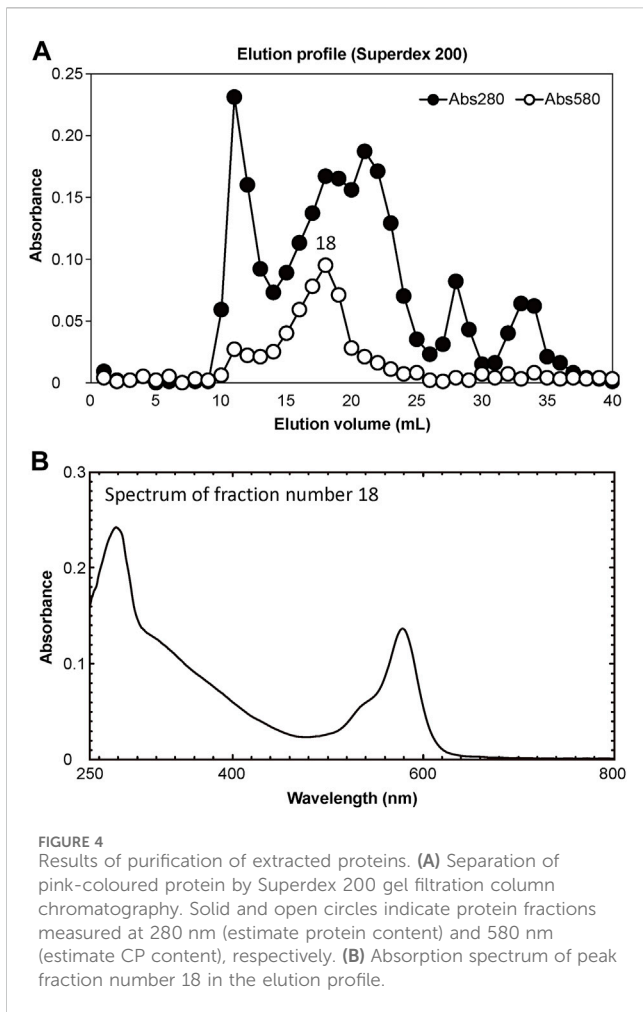 A
Elution profile (Superdex 200)
0.25
Abs280 Abs580
0.20
0.15
18
0.10
0.05
0
0 5 10 15 20 25 30 35 40
Absorbance
Elution volume (mL)
B
0.3
Spectrum of fraction number 18
0.2
0.1
0
250 400 600 800
Absorbance
Wavelength (nm)
FIGURE 4
Results of purification of extracted proteins. (A) Separation of
pink-coloured protein by Superdex 200 gel filtration column
chromatography. Solid and open circles indicate protein fractions
measured at 280 nm (estimate protein content) and 580 nm
(estimate CP content), respectively. (B) Absorption spectrum of peak
fraction number 18 in the elution profile.